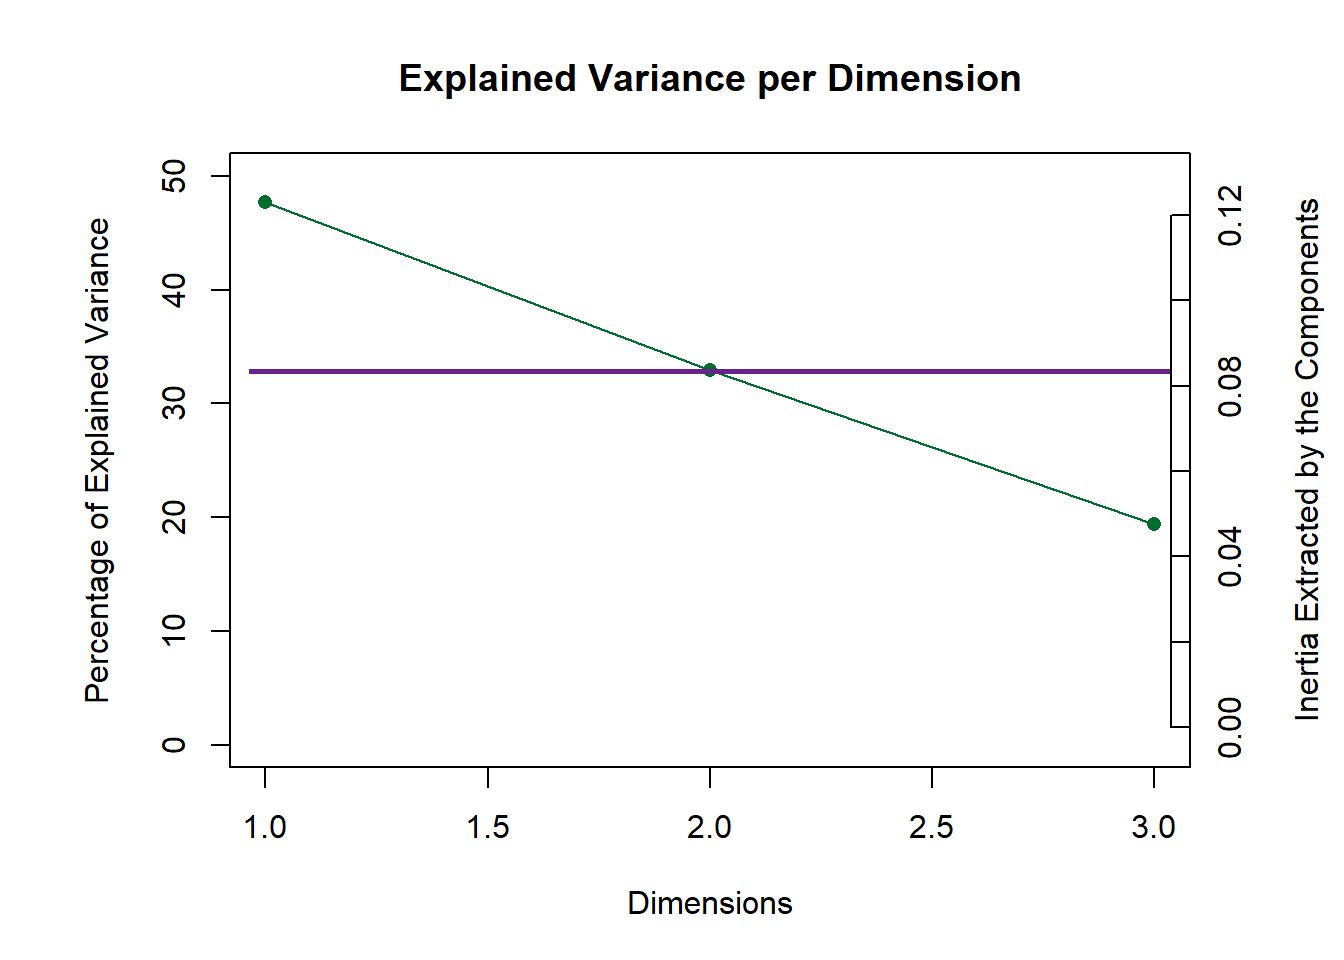 Explained Variance per Dimension
Percentage of Explained Variance
50
40
30
20
10
0
0.12
0.08
0.04
0.00
Inertia Extracted by the Components
1.0 1.5 2.0 2.5 3.0
Dimensions